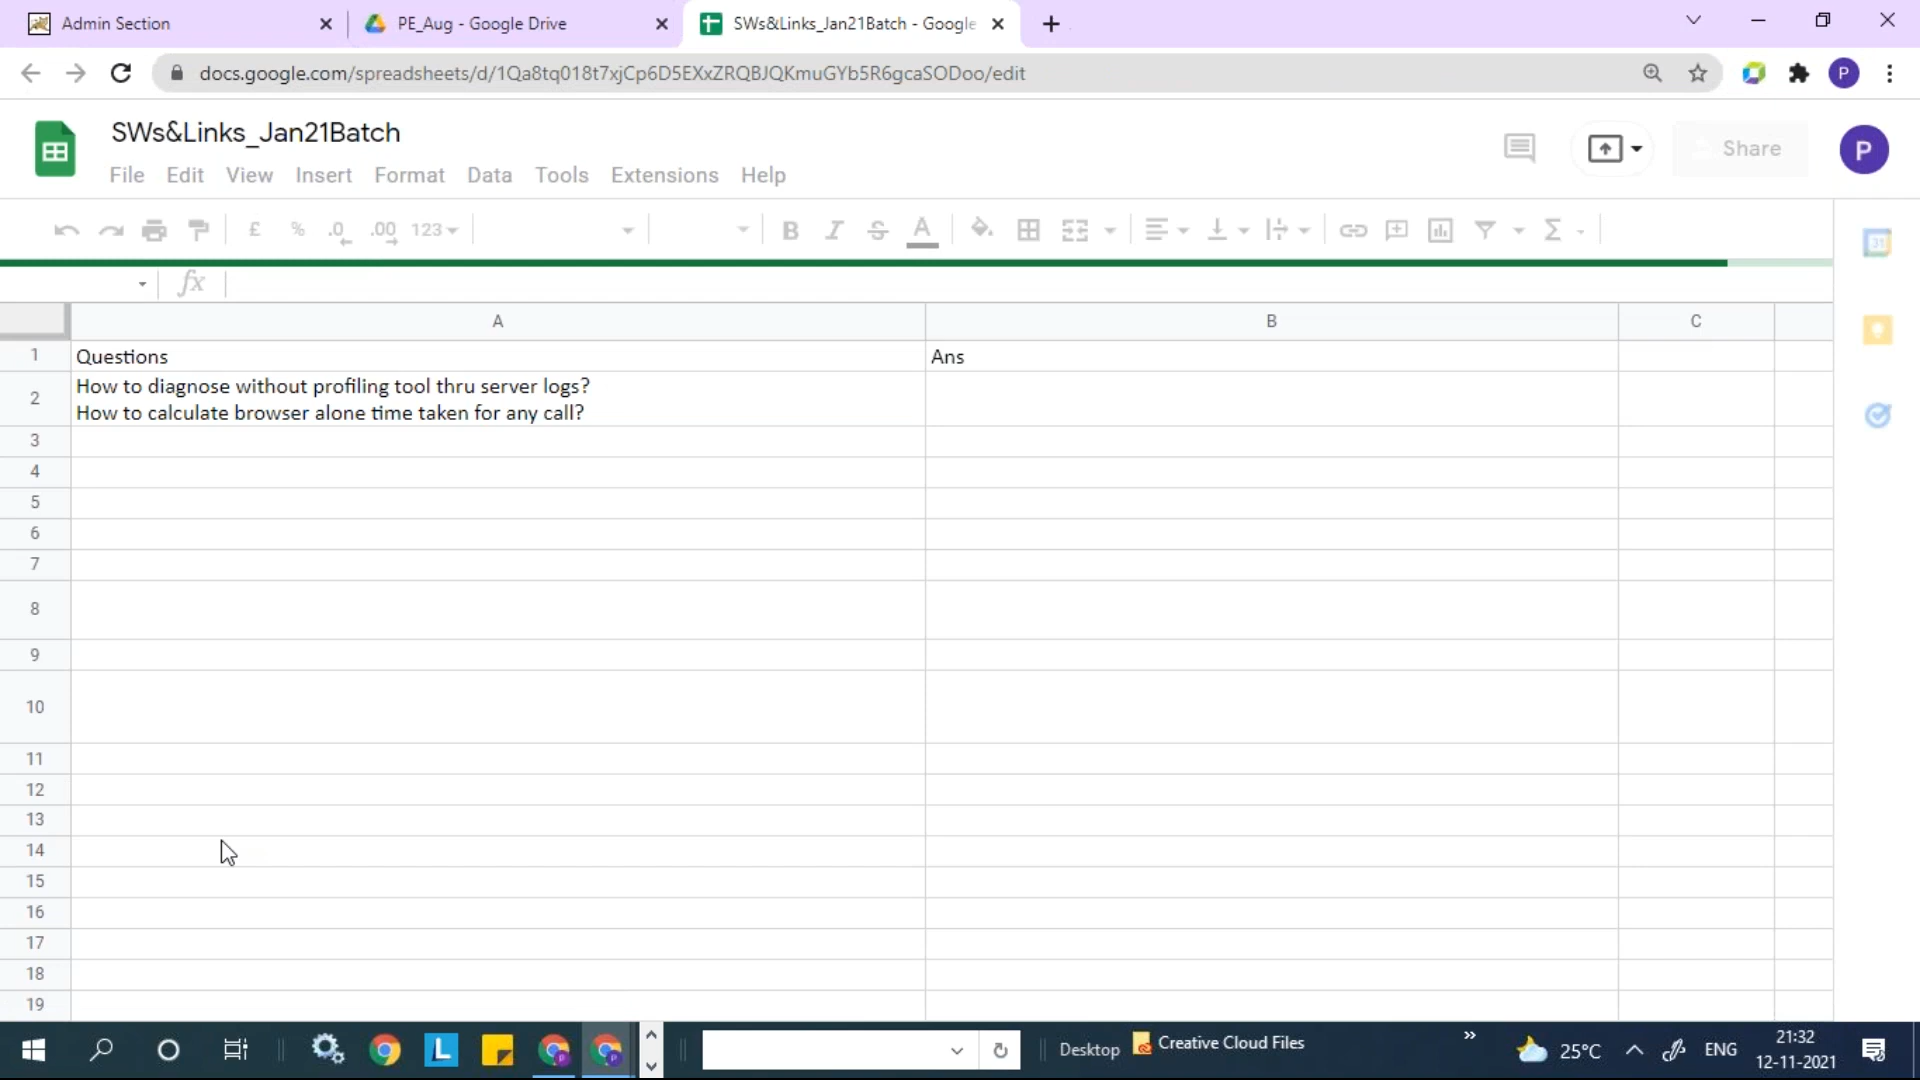 Admin Section
PE_Aug - Google Drive
SWs&Links_Jan21Batch - Google
docs.google.com/spreadsheets/d/1Qa8tq018t7xjCp6D5EXxZRQBJQKmuGYb5R6gcaSODoo/edit
P
SWs&Links_Jan21Batch
Share
P
File Edit View Insert Format Data Tools Extensions Help
£ % .0 .00 123 B I S A Σ
31
fx
A B C
1 Questions Ans
2 How to diagnose without profiling tool thru server logs?
How to calculate browser alone time taken for any call?
3
4
5
6
7
8
9
10
11
12
13
14
15
16
17
18
19
L
Desktop
Creative Cloud Files
25°C
ENG
21:32
12-11-2021